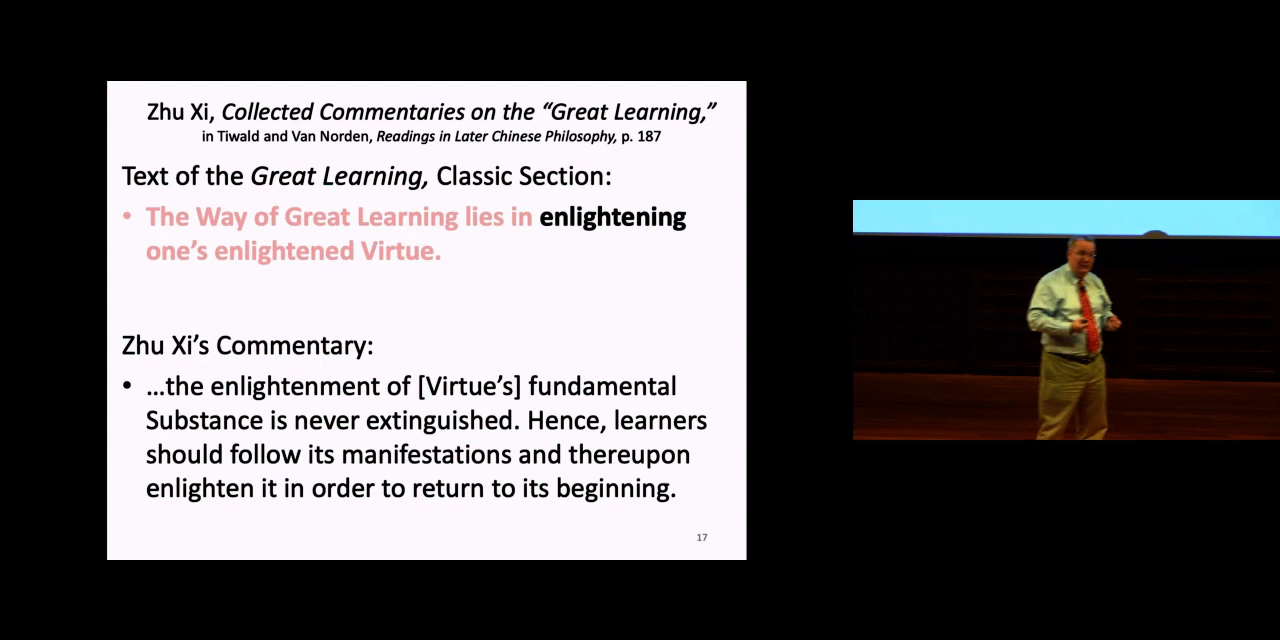 Zhu Xi, Collected Commentaries on the “Great Learning,”
in Tiwald and Van Norden, Readings in Later Chinese Philosophy, p. 187
Text of the Great Learning, Classic Section:
• The Way of Great Learning lies in enlightening
one’s enlightened Virtue.
Zhu Xi’s Commentary:
• …the enlightenment of [Virtue’s] fundamental
Substance is never extinguished. Hence, learners
should follow its manifestations and thereupon
enlighten it in order to return to its beginning.
17